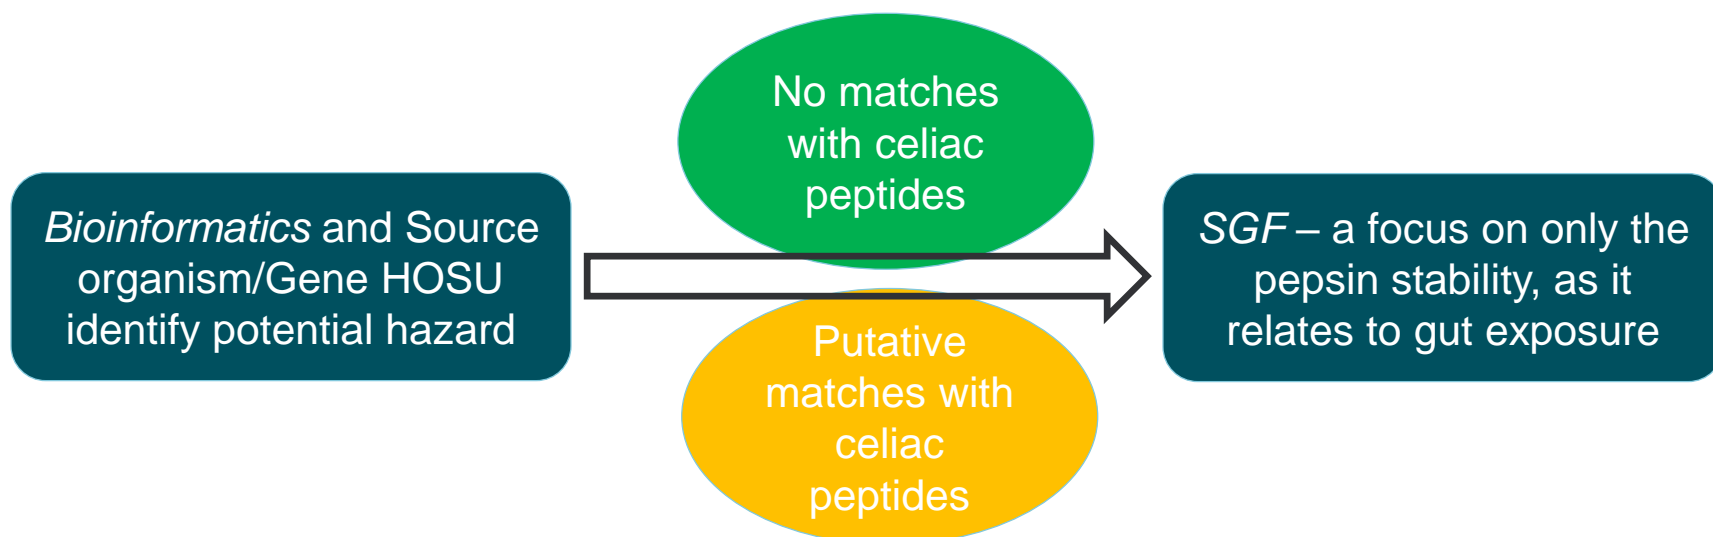 Bioinformatics and Source
organism/Gene HOSU
identify potential hazard
No matches
with celiac
peptides
Putative
matches with
celiac
peptides
SGF – a focus on only the
pepsin stability, as it
relates to gut exposure